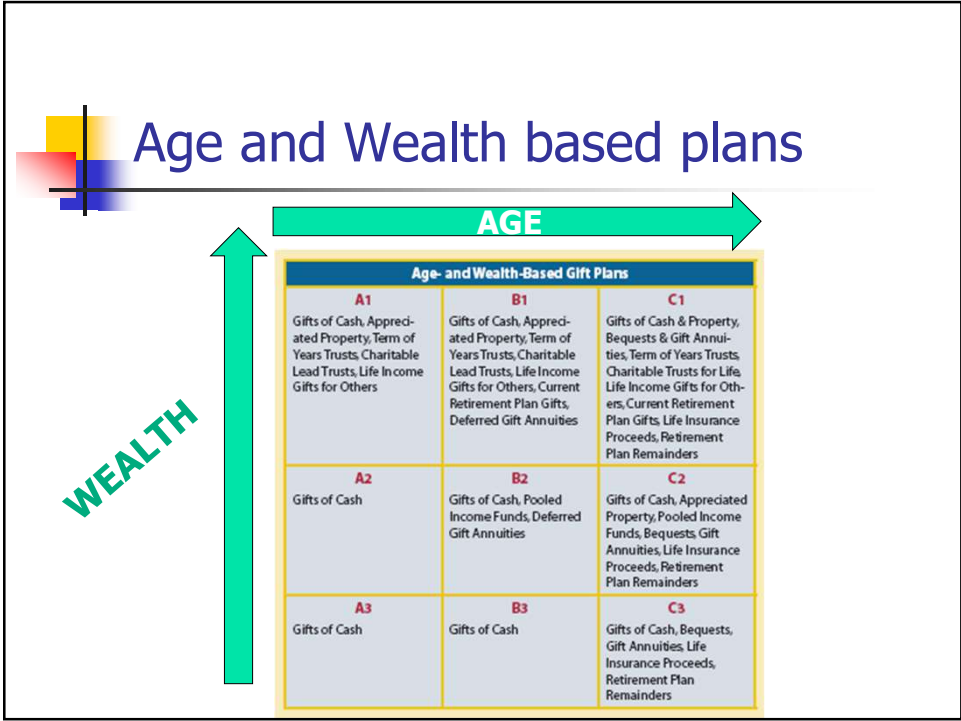 Age and Wealth based plans
AGE
WEALTH
Age- and Wealth-Based Gift Plans
A1
Gifts of Cash, Appreci-
ated Property, Term of
Years Trusts, Charitable
Lead Trusts, Life Income
Gifts for Others
B1
Gifts of Cash, Appreci-
ated Property, Term of
Years Trusts, Charitable
Lead Trusts, Life Income
Gifts for Others, Current
Retirement Plan Gifts,
Deferred Gift Annuities
C1
Gifts of Cash & Property,
Bequests & Gift Annui-
ties, Term of Years Trusts,
Charitable Trusts for Life,
Life Income Gifts for Oth-
ers, Current Retirement
Plan Gifts, Life Insurance
Proceeds, Retirement
Plan Remainders
A2
Gifts of Cash
B2
Gifts of Cash, Pooled
Income Funds, Deferred
Gift Annuities
C2
Gifts of Cash, Appreciated
Property, Pooled Income
Funds, Bequests, Gift
Annuities, Life Insurance
Proceeds, Retirement
Plan Remainders
A3
Gifts of Cash
B3
Gifts of Cash
C3
Gifts of Cash, Bequests,
Gift Annuities, Life
Insurance Proceeds,
Retirement Plan
Remainders